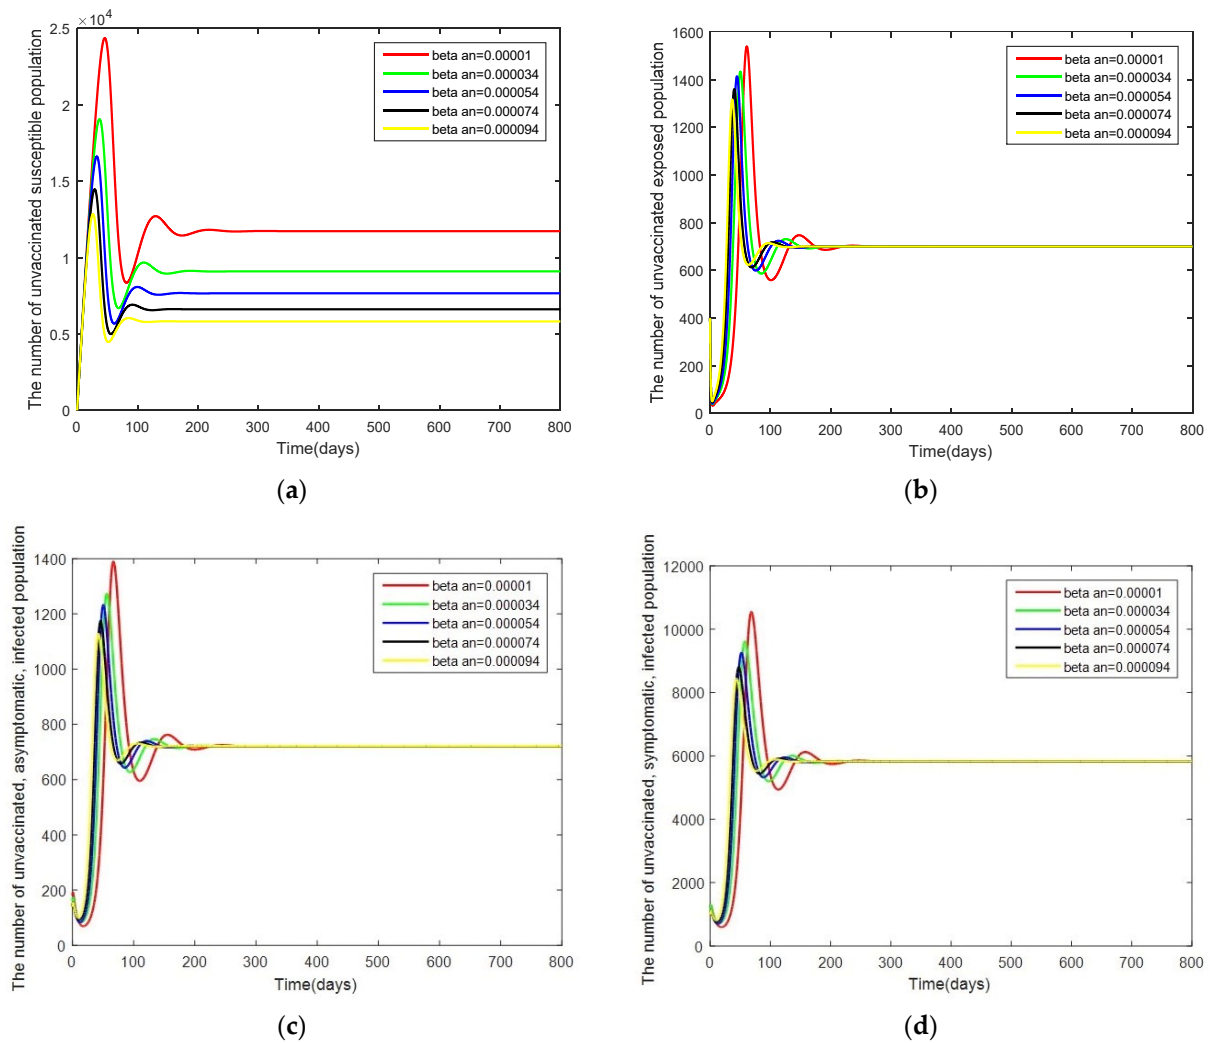 ×10⁴
The number of unvaccinated susceptible population
2.5
2
1.5
1
0.5
0
0 100 200 300 400 500 600 700 800
Time(days)
beta an=0.00001
beta an=0.000034
beta an=0.000054
beta an=0.000074
beta an=0.000094
(a)
The number of unvaccinated exposed population
1600
1400
1200
1000
800
600
400
200
0
0 100 200 300 400 500 600 700 800
Time(days)
beta an=0.00001
beta an=0.000034
beta an=0.000054
beta an=0.000074
beta an=0.000094
(b)
The number of unvaccinated, asymptomatic, infected population
1400
1200
1000
800
600
400
200
0
0 100 200 300 400 500 600 700 800
Time(days)
beta an=0.00001
beta an=0.000034
beta an=0.000054
beta an=0.000074
beta an=0.000094
(c)
The number of unvaccinated, symptomatic, infected population
12000
10000
8000
6000
4000
2000
0
0 100 200 300 400 500 600 700 800
Time(days)
beta an=0.00001
beta an=0.000034
beta an=0.000054
beta an=0.000074
beta an=0.000094
(d)